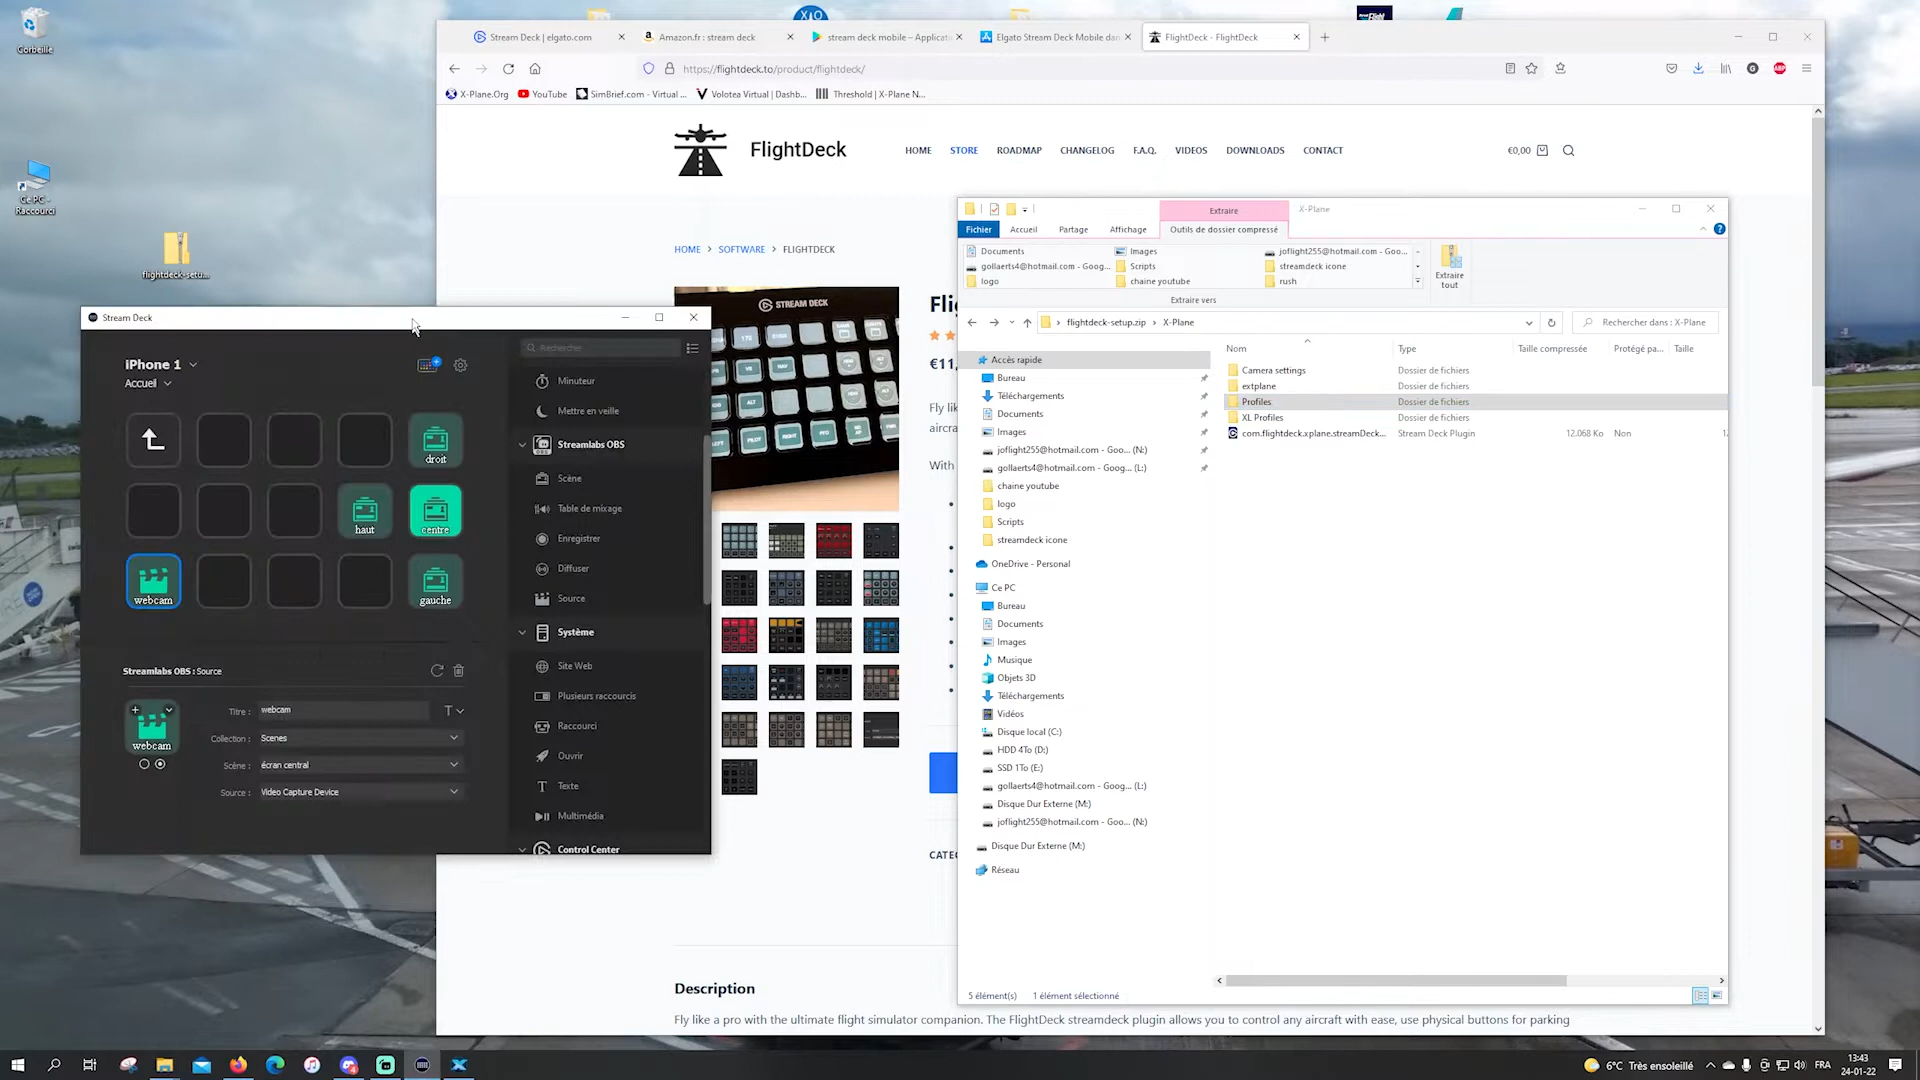 Corbeille
Ce PC -
Raccourci
flightdeck-setu...
Stream Deck | elgato.com
Amazon.fr : stream deck
stream deck mobile – Applicati
Elgato Stream Deck Mobile dan
FlightDeck - FlightDeck
https://flightdeck.to/product/flightdeck/
ABP
X-Plane.Org
YouTube
SimBrief.com - Virtual ...
Volotea Virtual | Dashb...
Threshold | X-Plane N...
FlightDeck
HOME
STORE
ROADMAP
CHANGELOG
F.A.Q.
VIDEOS
DOWNLOADS
CONTACT
€0,00
HOME > SOFTWARE > FLIGHTDECK
STREAM DECK
Fli
€11,
Fly lik
aircra
With
CATEG
Description
Fly like a pro with the ultimate flight simulator companion. The FlightDeck streamdeck plugin allows you to control any aircraft with ease, use physical buttons for parking
Stream Deck
iPhone 1
Accueil
droit
haut
centre
webcam
gauche
Streamlabs OBS : Source
webcam
Titre :
webcam
Collection :
Scenes
Scène :
écran central
Source :
Video Capture Device
Rechercher
Minuteur
Mettre en veille
Streamlabs OBS
Scène
Table de mixage
Enregistrer
Diffuser
Source
Système
Site Web
Plusieurs raccourcis
Raccourci
Ouvrir
Texte
Multimédia
Control Center
Extraire
X-Plane
Fichier
Accueil
Partage
Affichage
Outils de dossier compressé
Documents
Images
joflight255@hotmail.com - Goo...
gollaerts4@hotmail.com - Goog...
Scripts
streamdeck icone
logo
chaine youtube
rush
Extraire vers
Extraire
tout
flightdeck-setup.zip > X-Plane
Rechercher dans : X-Plane
Nom
Type
Taille compressée
Protégé pa...
Taille
Camera settings
Dossier de fichiers
extplane
Dossier de fichiers
Profiles
Dossier de fichiers
XL Profiles
Dossier de fichiers
com.flightdeck.xplane.streamDeck...
Stream Deck Plugin
12.068 Ko
Non
Accès rapide
Bureau
Téléchargements
Documents
Images
joflight255@hotmail.com - Goo... (N:)
gollaerts4@hotmail.com - Goog... (L:)
chaine youtube
logo
Scripts
streamdeck icone
OneDrive - Personal
Ce PC
Bureau
Documents
Images
Musique
Objets 3D
Téléchargements
Vidéos
Disque local (C:)
HDD 4To (D:)
SSD 1To (E:)
gollaerts4@hotmail.com - Goog... (L:)
Disque Dur Externe (M:)
joflight255@hotmail.com - Goo... (N:)
Disque Dur Externe (M:)
Réseau
5 élément(s)
1 élément sélectionné
6°C Très ensoleillé
FRA
13:43
24-01-22